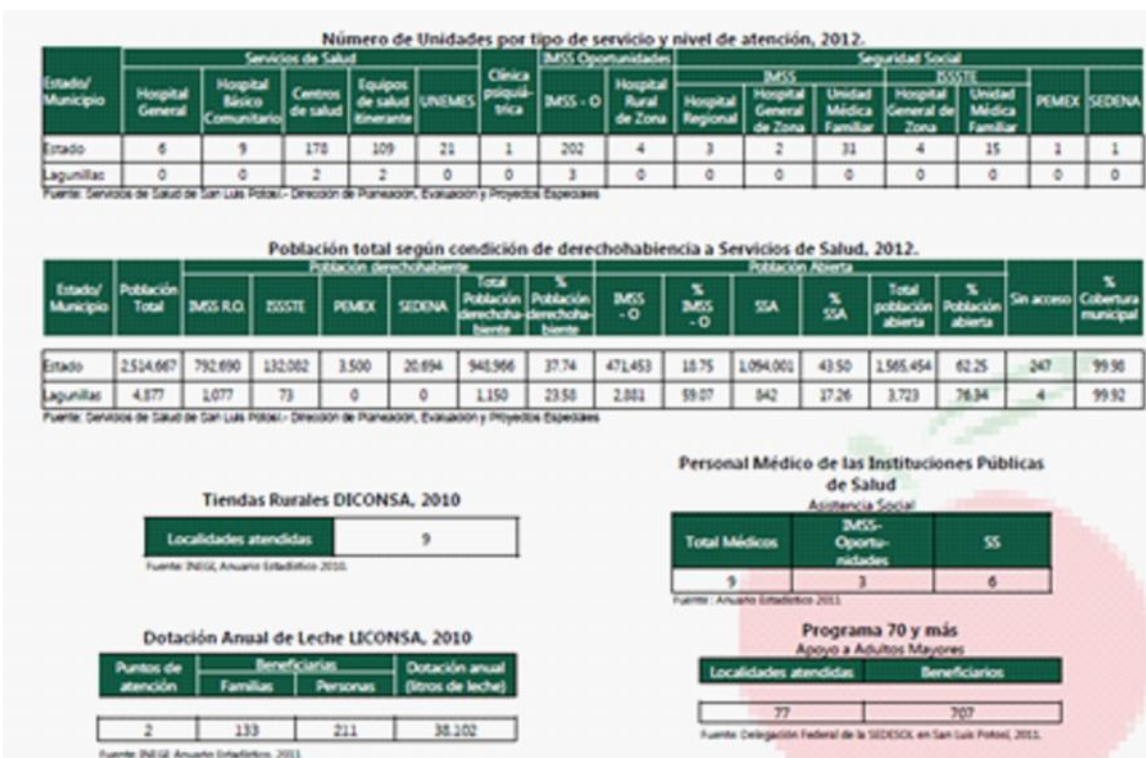 Número de Unidades por tipo de servicio y nivel de atención, 2012.
Estado/ Municipio Servicios de Salud Clínica psiquiá-trica IMSS Oportunidades Seguridad Social
IMSS ISSSTE PEMEX SEDENA
Hospital General Hospital Básico Comunitario Centros de salud Equipos de salud itinerante UNEMES IMSS - O Hospital Rural de Zona Hospital Regional Hospital General de Zona Unidad Médica Familiar Hospital General de Zona Unidad Médica Familiar
Estado 6 9 178 109 21 1 202 4 3 2 31 4 15 1 1
Lagunillas 0 0 2 2 0 0 3 0 0 0 0 0 0 0 0
Fuente: Servicios de Salud de San Luis Potosí.- Dirección de Planeación, Evaluación y Proyectos Especiales
Población total según condición de derechohabiencia a Servicios de Salud, 2012.
Estado/ Municipio Población Total Población derechohabiente Población Abierta Sin acceso % Cobertura municipal
IMSS R.O. ISSSTE PEMEX SEDENA Total Población derechoha-biente % Población derechoha-biente IMSS - O % IMSS - O SSA % SSA Total población abierta % Población abierta
Estado 2,514,667 792,690 132,082 3,500 20,694 948,966 37.74 471,453 18.75 1,094,001 43.50 1,565,454 62.25 247 99.98
Lagunillas 4,877 1,077 73 0 0 1,150 23.58 2,881 59.07 842 17.26 3,723 76.34 4 99.92
Fuente: Servicios de Salud de San Luis Potosí.- Dirección de Planeación, Evaluación y Proyectos Especiales
Tiendas Rurales DICONSA, 2010
Localidades atendidas 9
Fuente: INEGI, Anuario Estadístico 2010.
Personal Médico de las Instituciones Públicas
de Salud
Asistencia Social
Total Médicos IMSS-Oportu-nidades SS
9 3 6
Fuente : Anuario Estadístico 2011.
Dotación Anual de Leche LICONSA, 2010
Puntos de atención Beneficiarias Dotación anual (litros de leche)
Familias Personas
2 133 211 38,102
Fuente: INEGI Anuario Estadístico, 2011.
Programa 70 y más
Apoyo a Adultos Mayores
Localidades atendidas Beneficiarios
77 707
Fuente: Delegación Federal de la SEDESOL en San Luis Potosí, 2011.